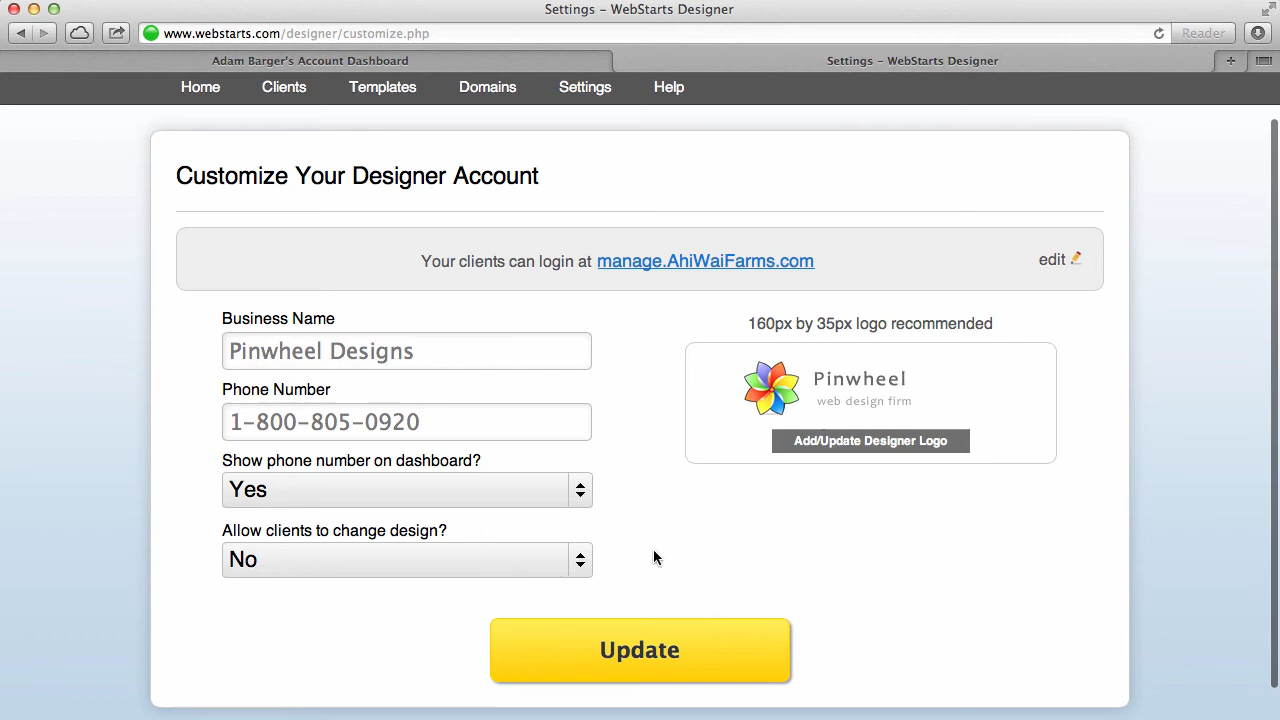 Settings – WebStarts Designer
www.webstarts.com/designer/customize.php
Reader
Adam Barger's Account Dashboard
Settings – WebStarts Designer
Home Clients Templates Domains Settings Help
Customize Your Designer Account
Your clients can login at manage.AhiWaiFarms.com
edit
Business Name
Pinwheel Designs
Phone Number
1-800-805-0920
Show phone number on dashboard?
Yes
Allow clients to change design?
No
160px by 35px logo recommended
Pinwheel
web design firm
Add/Update Designer Logo
Update